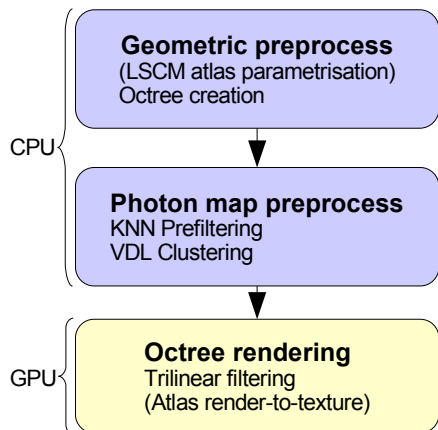 Geometric preprocess
(LSCM atlas parametrisation)
Octree creation
CPU
Photon map preprocess
KNN Prefiltering
VDL Clustering
Octree rendering
GPU
Trilinear filtering
(Atlas render-to-texture)